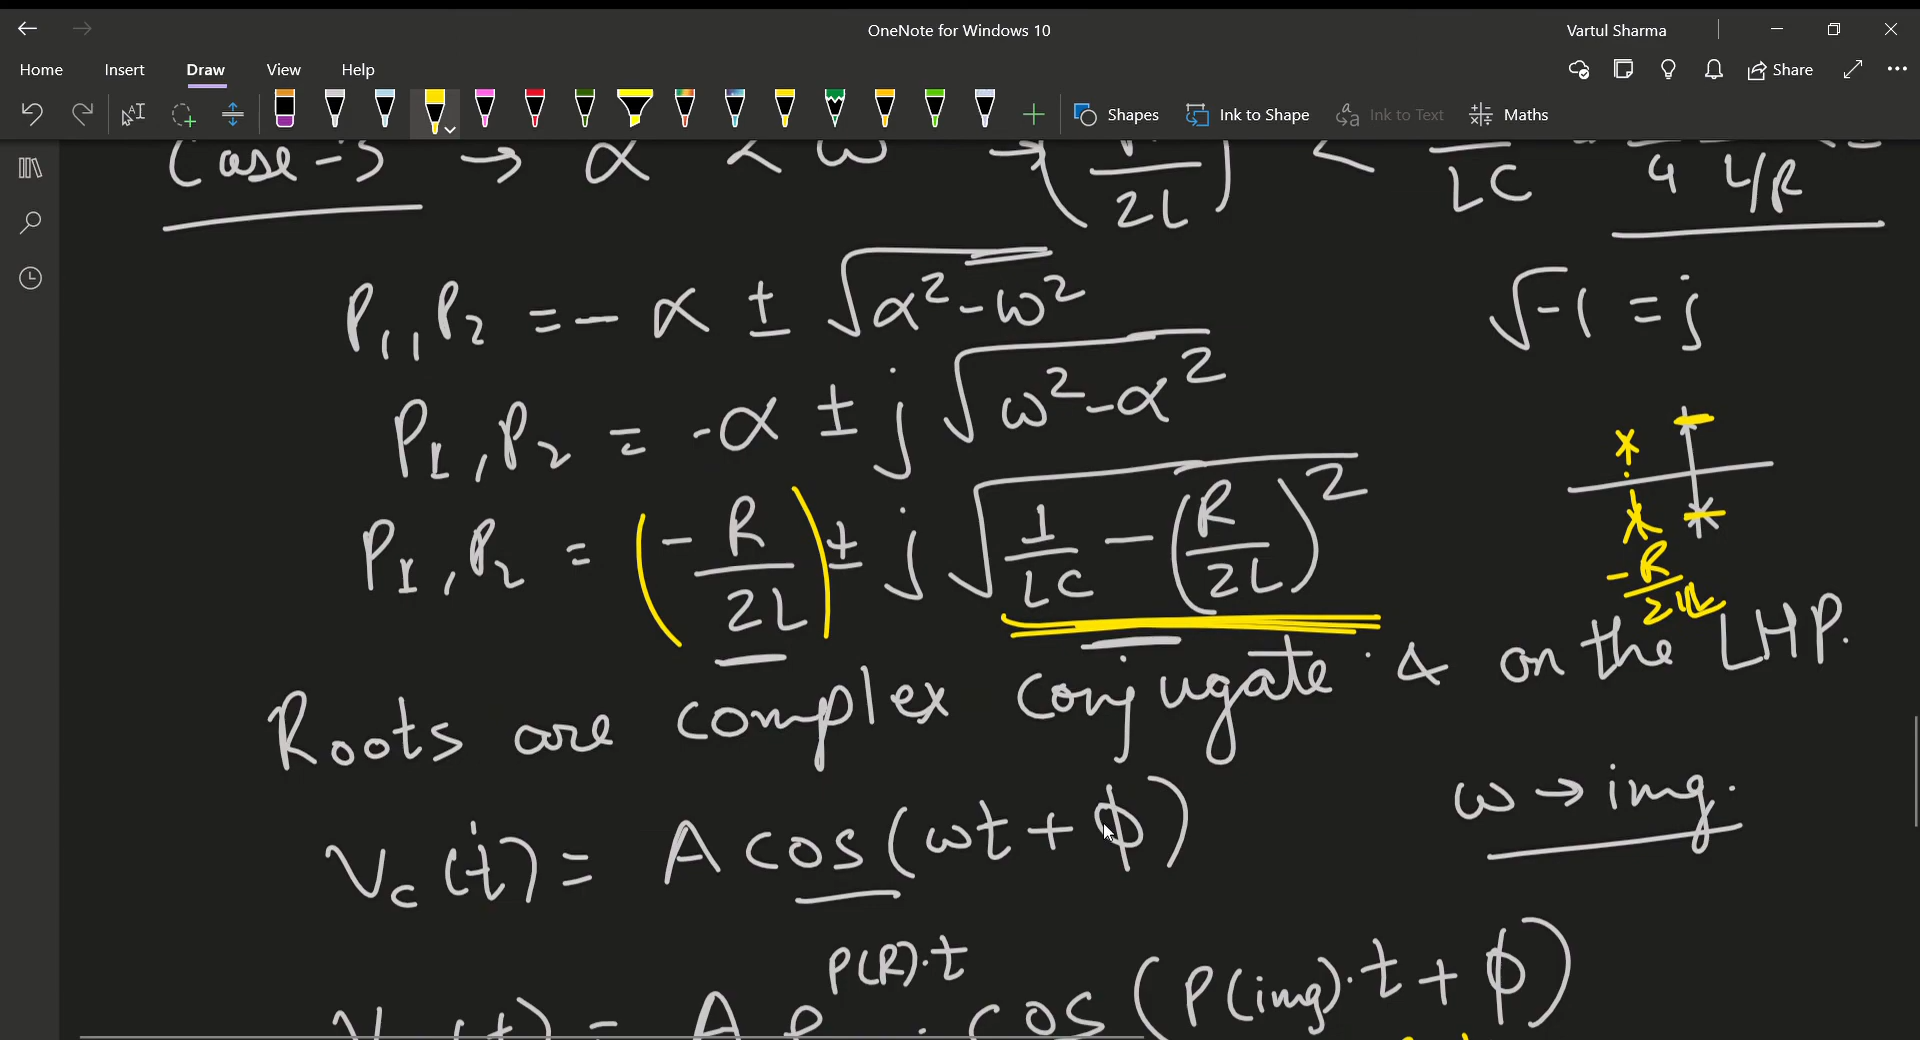 OneNote for Windows 10
Vartul Sharma
Home Insert Draw View Help
Share
Shapes Ink to Shape Ink to Text Maths
Case-3 → α < ω → ( / 2L ) < / LC 4 L/R
P1, P2 = - α ± √(α² - ω²)
√-1 = j
P1, P2 = -α ± j √(ω² - α²)
P1, P2 = (-R/2L) ± j √(1/LC - (R/2L)²)
-R/2L
Roots are complex conjugate & on the LHP.
ω → img.
Vc(t) = A cos(ωt + φ)
V (t) = A e^P(R).t . cos (P(img).t + φ)